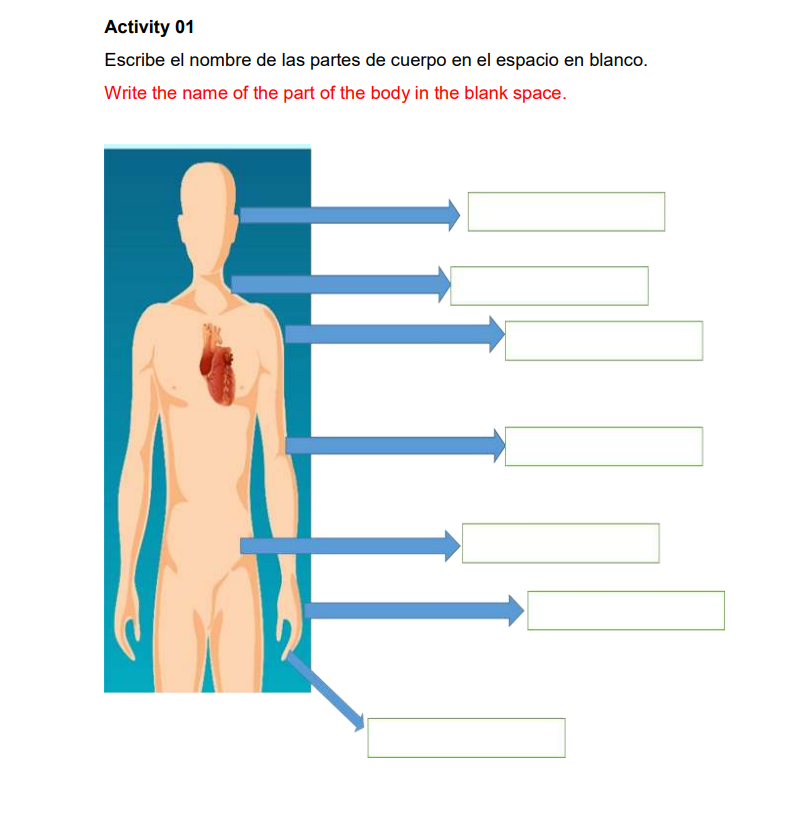 Activity 01
Escribe el nombre de las partes de cuerpo en el espacio en blanco.
Write the name of the part of the body in the blank space.